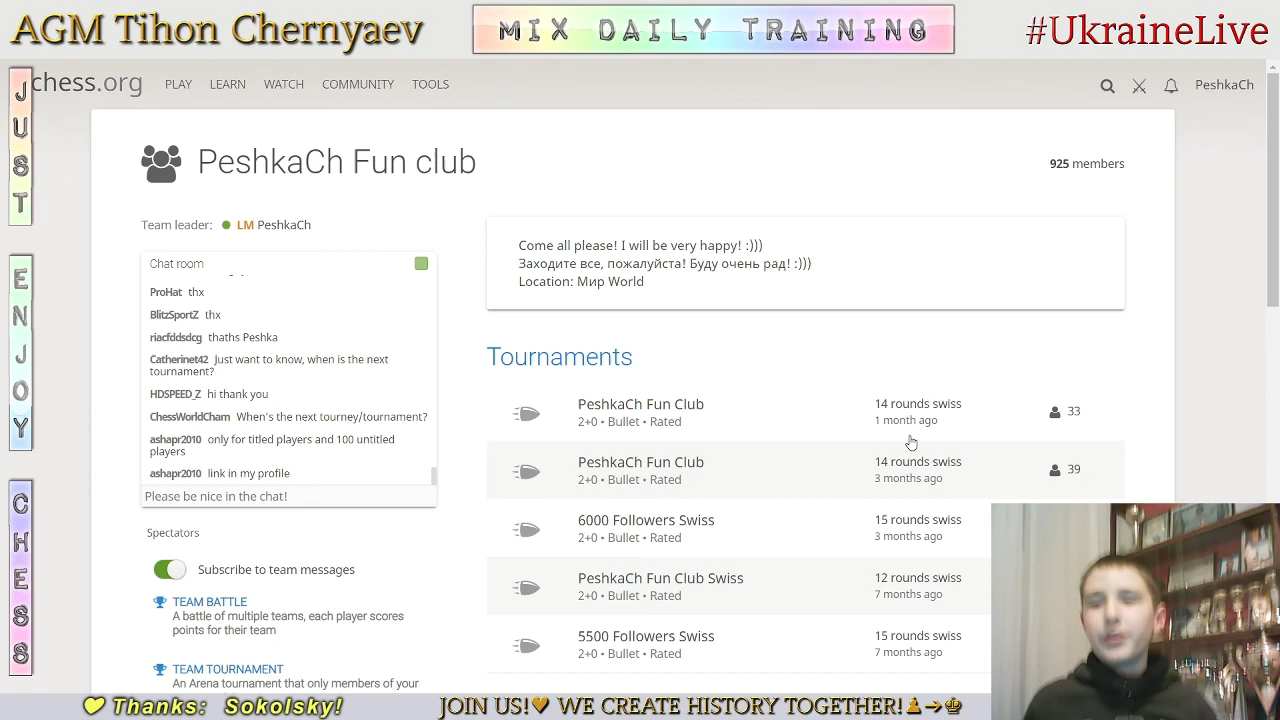 AGM Tihon Chernyaev
MIX DAILY TRAINING
#UkraineLive
JUST
ENJOY
CHESS
chess.org
PLAY
LEARN
WATCH
COMMUNITY
TOOLS
PeshkaCh
PeshkaCh Fun club
925 members
Team leader: LM PeshkaCh
Chat room
ProHat thx
BlitzSportZ thx
riacfddsdcg thaths Peshka
Catherinet42 Just want to know, when is the next
tournament?
HDSPEED_Z hi thank you
ChessWorldCham When's the next tourney/tournament?
ashapr2010 only for titled players and 100 untitled
players
ashapr2010 link in my profile
Please be nice in the chat!
Spectators
Subscribe to team messages
TEAM BATTLE
A battle of multiple teams, each player scores
points for their team
TEAM TOURNAMENT
An Arena tournament that only members of your
Come all please! I will be very happy! :)))
Заходите все, пожалуйста! Буду очень рад! :)))
Location: Мир World
Tournaments
PeshkaCh Fun Club 14 rounds swiss 33
2+0 • Bullet • Rated 1 month ago
PeshkaCh Fun Club 14 rounds swiss 39
2+0 • Bullet • Rated 3 months ago
6000 Followers Swiss 15 rounds swiss
2+0 • Bullet • Rated 3 months ago
PeshkaCh Fun Club Swiss 12 rounds swiss
2+0 • Bullet • Rated 7 months ago
5500 Followers Swiss 15 rounds swiss
2+0 • Bullet • Rated 7 months ago
Thanks: Sokolsky!
JOIN US! WE CREATE HISTORY TOGETHER!